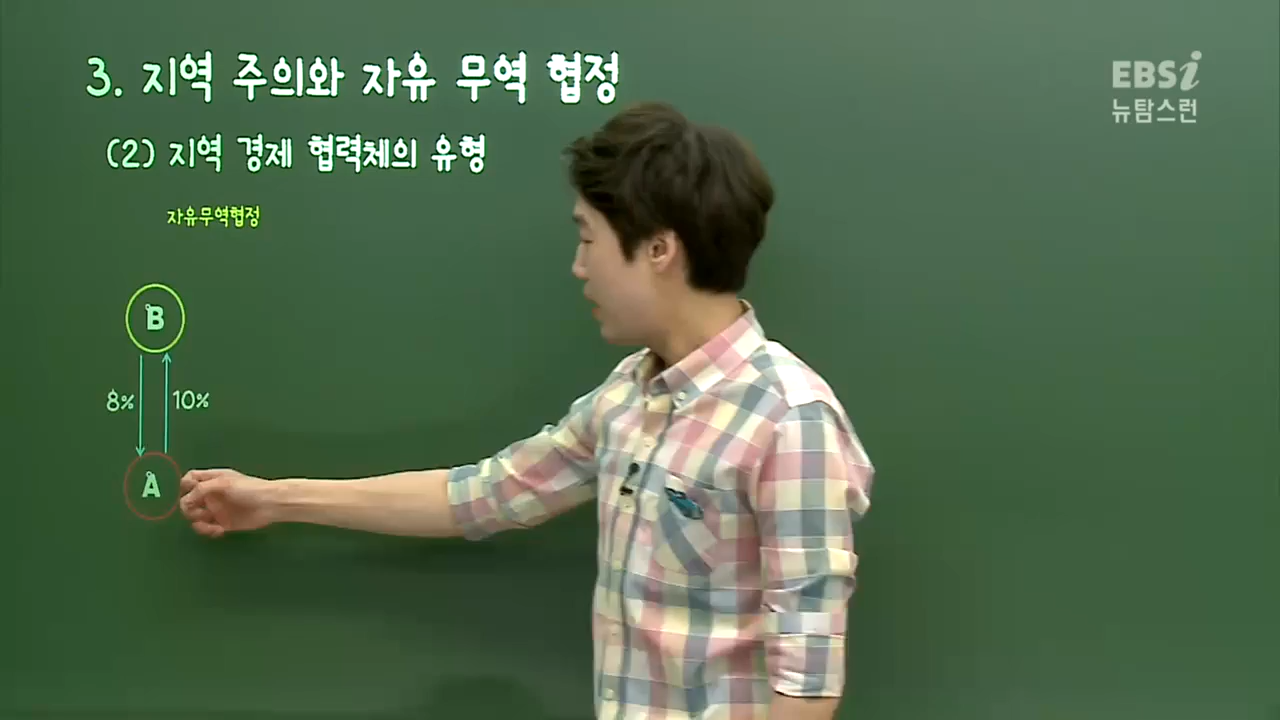 3. 지역 주의와 자유 무역 협정
(2) 지역 경제 협력체의 유형
자유무역협정
B
8% 10%
A
EBSi
뉴탐스런